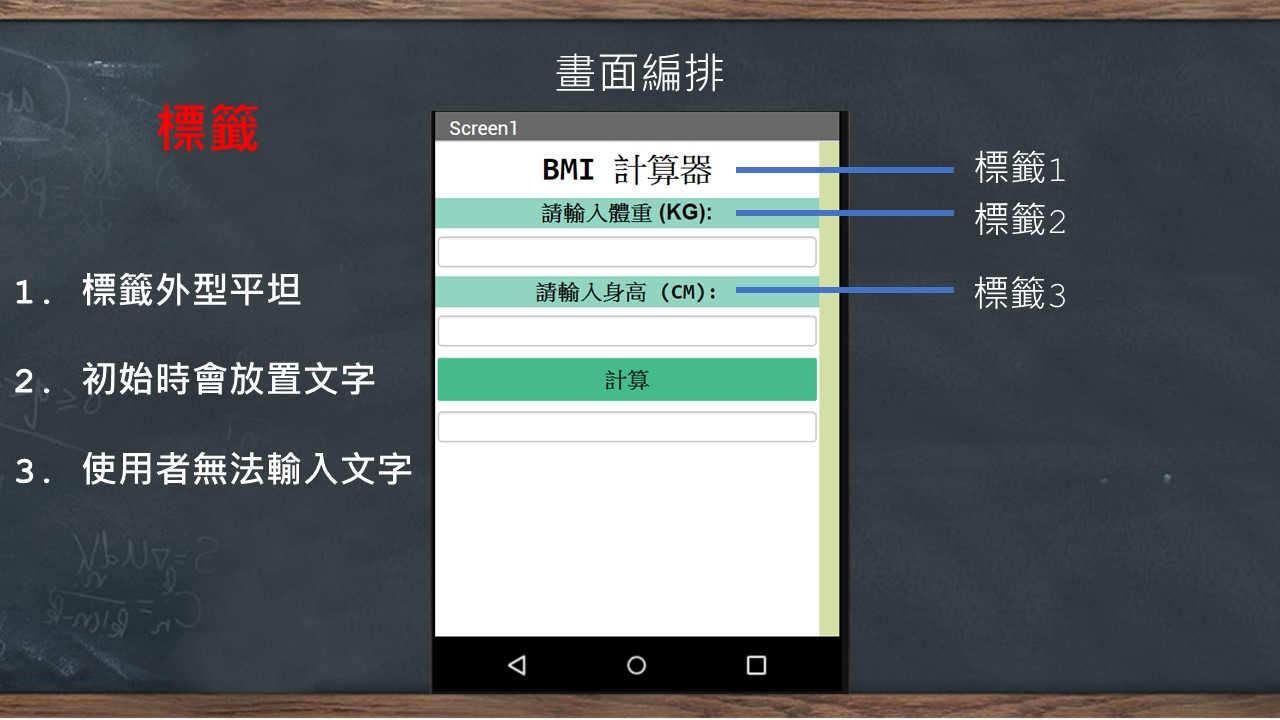 畫面編排
標籤
Screen1
BMI 計算器
標籤1
請輸入體重 (KG):
標籤2
請輸入身高 (CM):
標籤3
1. 標籤外型平坦
2. 初始時會放置文字
計算
3. 使用者無法輸入文字